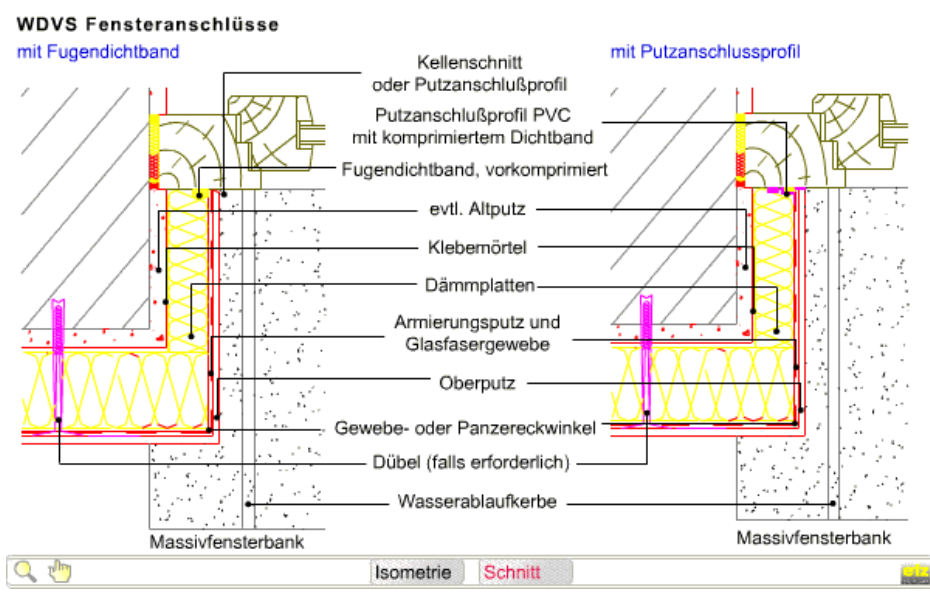 WDVS Fensteranschlüsse
mit Fugendichtband
mit Putzanschlussprofil
Kellenschnitt
oder Putzanschlußprofil
Putzanschlußprofil PVC
mit komprimiertem Dichtband
Fugendichtband, vorkomprimiert
evtl. Altputz
Klebemörtel
Dämmplatten
Armierungsputz und
Glasfasergewebe
Oberputz
Gewebe- oder Panzereckwinkel
Dübel (falls erforderlich)
Wasserablaufkerbe
Massivfensterbank
Massivfensterbank
Isometrie
Schnitt